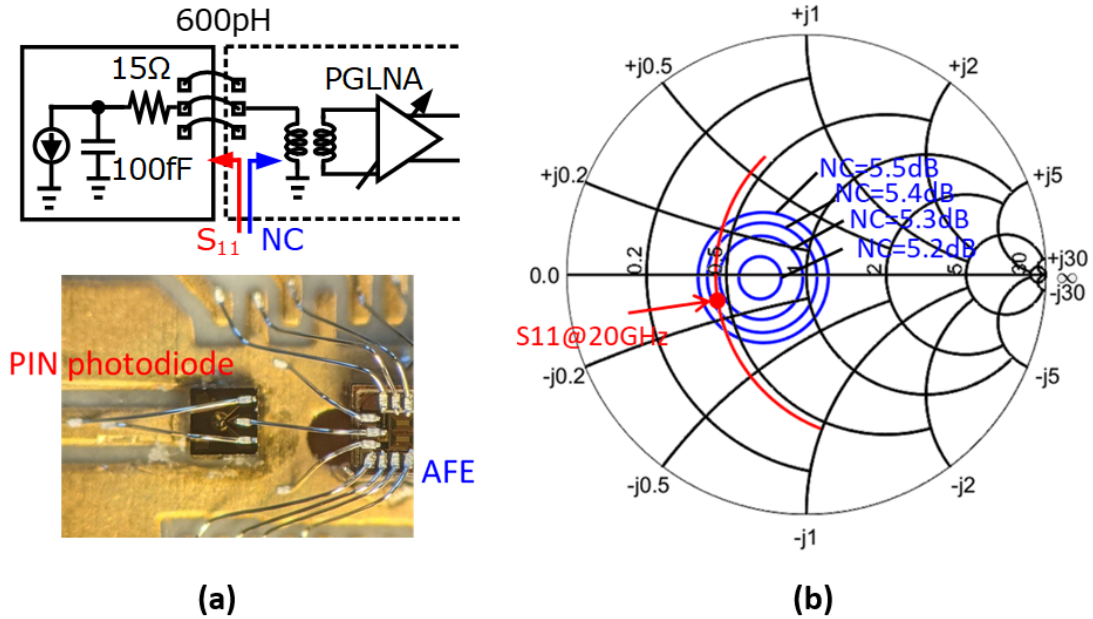 600pH
15Ω
PGLNA
100fF
S11
NC
PIN photodiode
AFE
(a)
+j1
+j0.5
+j2
+j0.2
+j5
NC=5.5dB
NC=5.4dB
NC=5.3dB
NC=5.2dB
0.0
0.2
0.5
1
2
5
30
∞
+j30
-j30
S11@20GHz
-j0.2
-j5
-j0.5
-j2
-j1
(b)